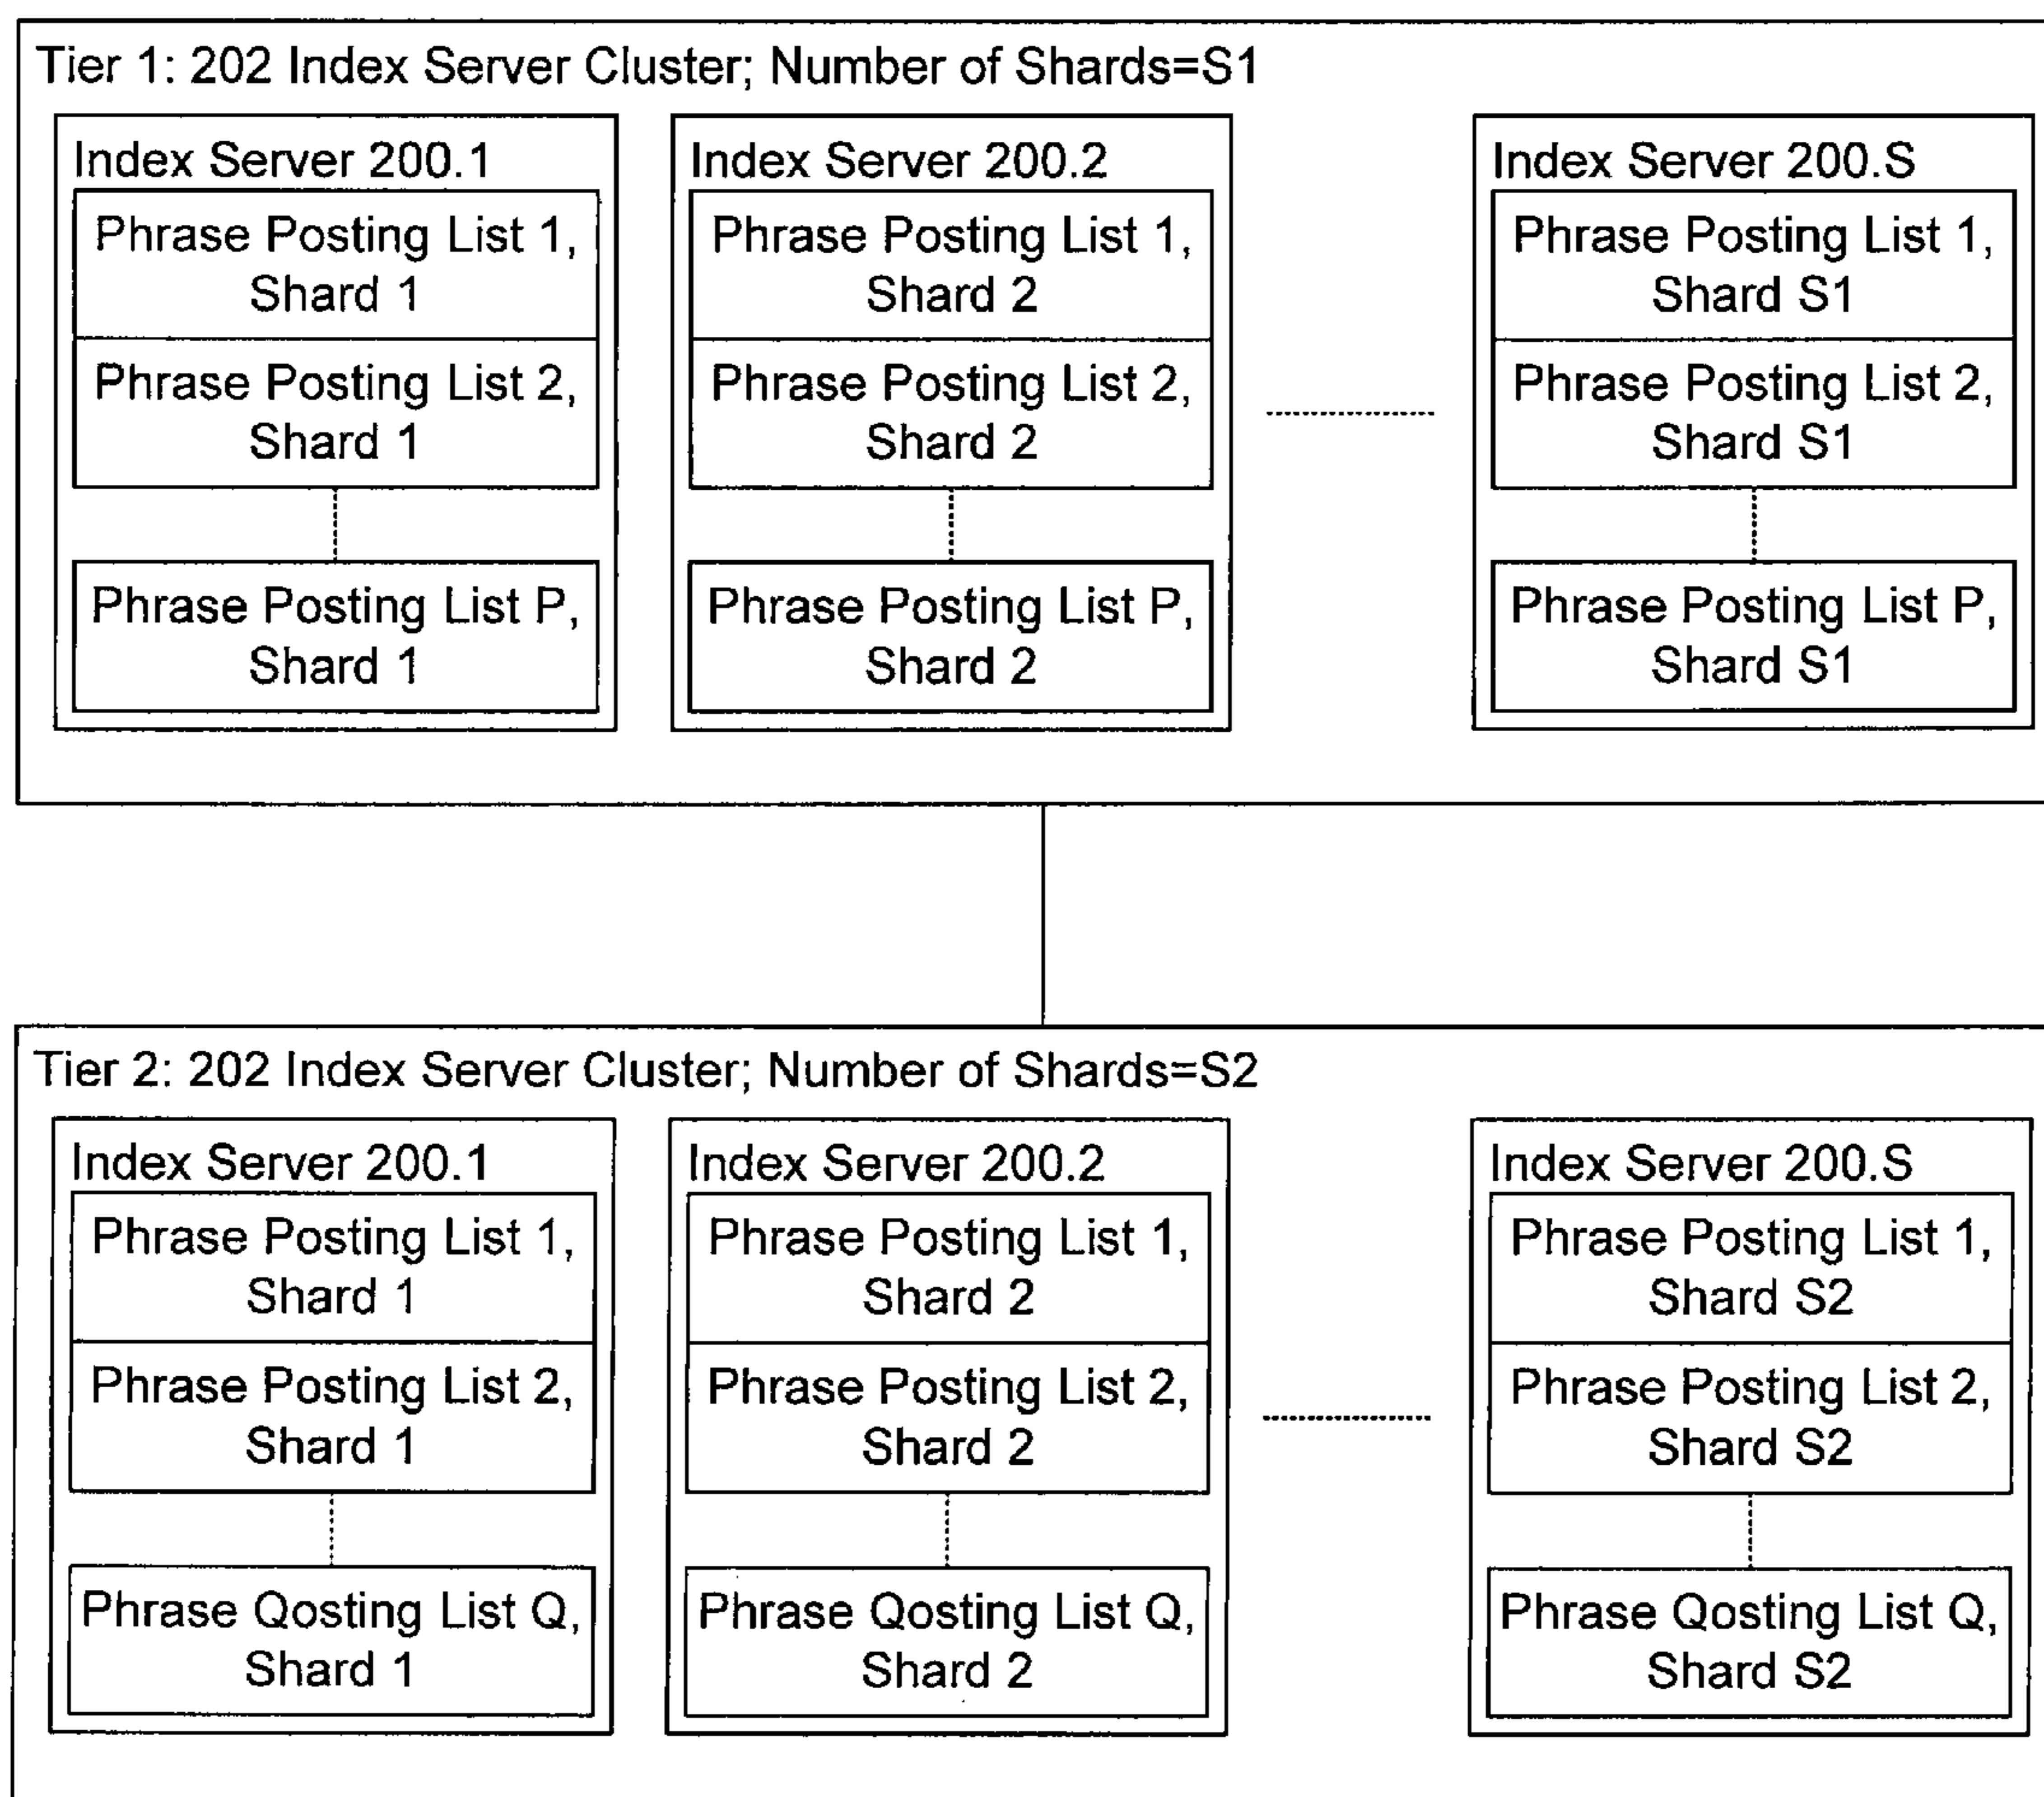 Tier 1: 202 Index Server Cluster; Number of Shards=S1
Index Server 200.1
Phrase Posting List 1,
Shard 1
Phrase Posting List 2,
Shard 1
Phrase Posting List P,
Shard 1
Index Server 200.2
Phrase Posting List 1,
Shard 2
Phrase Posting List 2,
Shard 2
Phrase Posting List P,
Shard 2
Index Server 200.S
Phrase Posting List 1,
Shard S1
Phrase Posting List 2,
Shard S1
Phrase Posting List P,
Shard S1
Tier 2: 202 Index Server Cluster; Number of Shards=S2
Index Server 200.1
Phrase Posting List 1,
Shard 1
Phrase Posting List 2,
Shard 1
Phrase Qosting List Q,
Shard 1
Index Server 200.2
Phrase Posting List 1,
Shard 2
Phrase Posting List 2,
Shard 2
Phrase Qosting List Q,
Shard 2
Index Server 200.S
Phrase Posting List 1,
Shard S2
Phrase Posting List 2,
Shard S2
Phrase Qosting List Q,
Shard S2